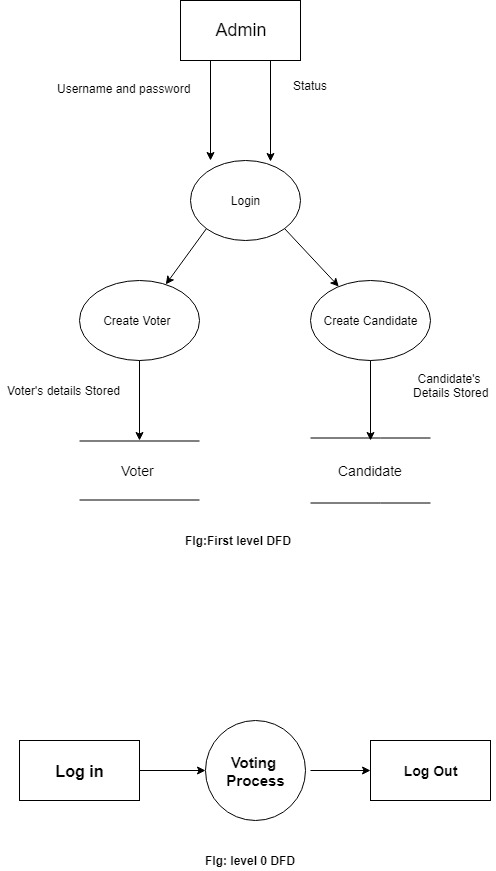 Admin
Username and password
Status
Login
Create Voter
Create Candidate
Voter's details Stored
Candidate's
Details Stored
Voter
Candidate
FIg:First level DFD
Log in
Voting
Process
Log Out
FIg: level 0 DFD